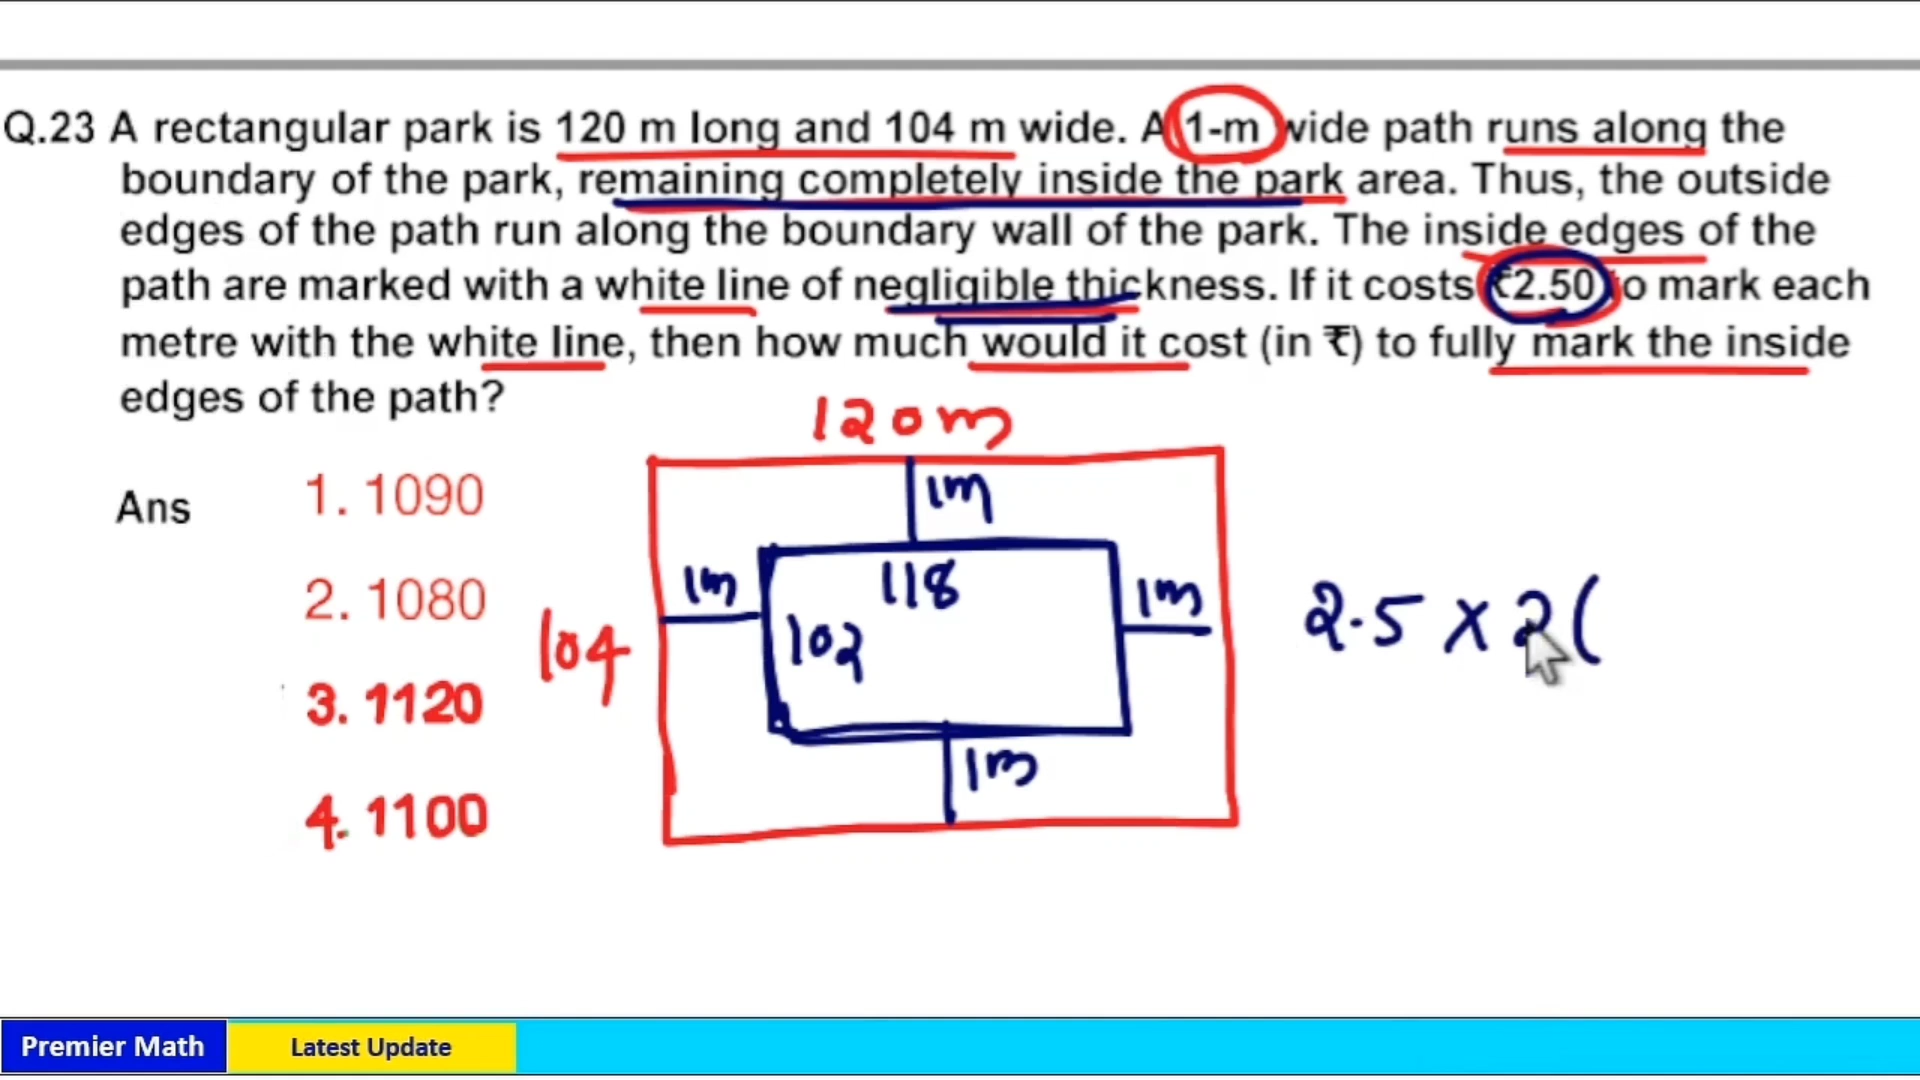 Q.23 A rectangular park is 120 m long and 104 m wide. A 1-m wide path runs along the
boundary of the park, remaining completely inside the park area. Thus, the outside
edges of the path run along the boundary wall of the park. The inside edges of the
path are marked with a white line of negligible thickness. If it costs ₹2.50 to mark each
metre with the white line, then how much would it cost (in ₹) to fully mark the inside
edges of the path?
120m
Ans
1. 1090
2. 1080
3. 1120
4. 1100
104
1m
1m
118
102
1m
1m
2.5 × 2 (
Premier Math
Latest Update